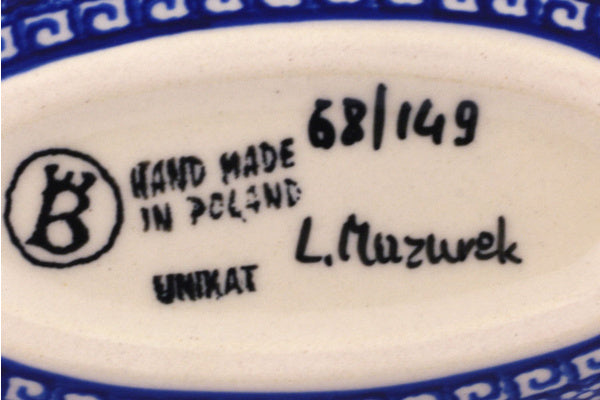 68/149
B
HAND MADE
IN POLAND
L.Mazurek
UNIKAT